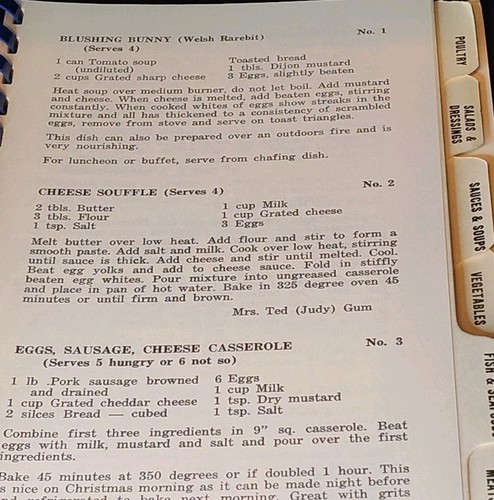 BLUSHING BUNNY (Welsh Rarebit) No. 1
(Serves 4)
1 can Tomato soup Toasted bread
(undiluted) 1 tbls. Dijon mustard
2 cups Grated sharp cheese 3 Eggs, slightly beaten
Heat soup over medium burner, do not let boil. Add mustard
and cheese. When cheese is melted, add beaten eggs, stirring
constantly. When cooked whites of eggs show streaks in the
mixture and all has thickened to a consistency of scrambled
eggs, remove from stove and serve on toast triangles.
This dish can also be prepared over an outdoors fire and is
very nourishing.
For luncheon or buffet, serve from chafing dish.
CHEESE SOUFFLE (Serves 4) No. 2
2 tbls. Butter 1 cup Milk
3 tbls. Flour 1 cup Grated cheese
1 tsp. Salt 3 Eggs
Melt butter over low heat. Add flour and stir to form a
smooth paste. Add salt and milk. Cook over low heat, stirring
until sauce is thick. Add cheese and stir until melted. Cool.
Beat egg yolks and add to cheese sauce. Fold in stiffly
beaten egg whites. Pour mixture into ungreased casserole
and place in pan of hot water. Bake in 325 degree oven 45
minutes or until firm and brown.
Mrs. Ted (Judy) Gum
EGGS, SAUSAGE, CHEESE CASSEROLE No. 3
(Serves 5 hungry or 6 not so)
1 lb .Pork sausage browned 6 Eggs
and drained 1 cup Milk
1 cup Grated cheddar cheese 1 tsp. Dry mustard
2 silces Bread — cubed 1 tsp. Salt
Combine first three ingredients in 9" sq. casserole. Beat
eggs with milk, mustard and salt and pour over the first
ingredients.
Bake 45 minutes at 350 degrees or if doubled 1 hour. This
is nice on Christmas morning as it can be made night before
and refrigerated to bake next morning. Great with grits
POULTRY
SALADS &
DRESSINGS
SAUCES & SOUPS
VEGETABLES
FISH &